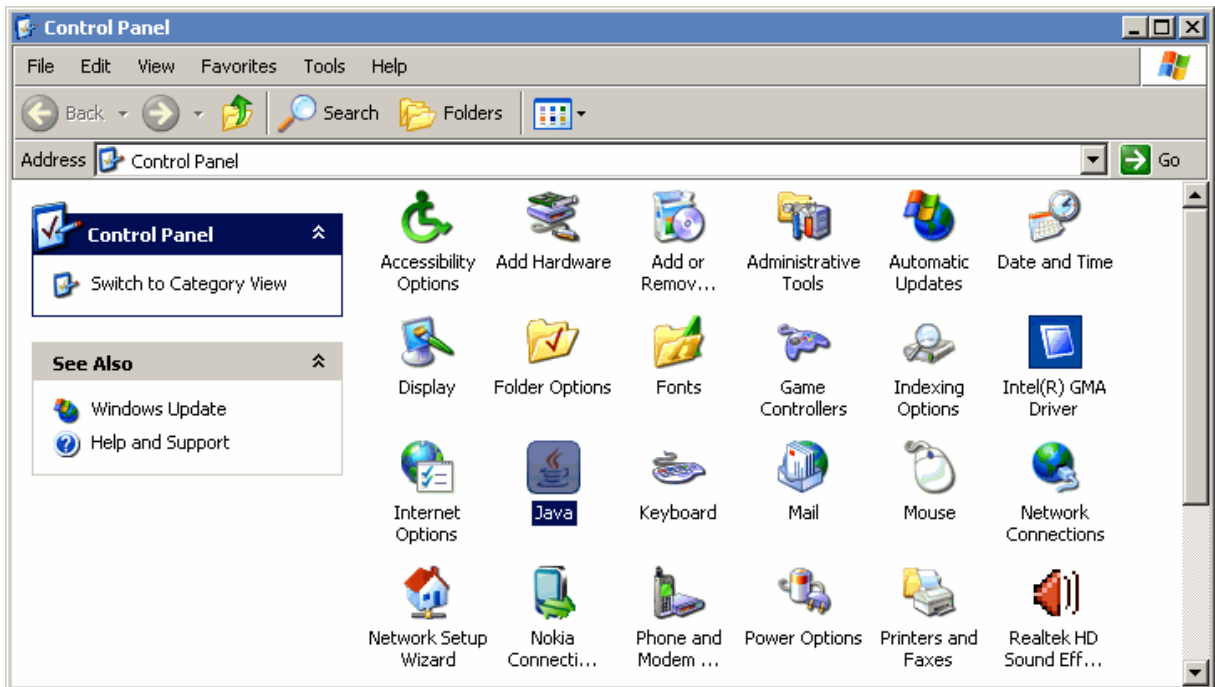 Control Panel
File Edit View Favorites Tools Help
Back Search Folders
Address Control Panel Go
Control Panel
Switch to Category View
See Also
Windows Update
Help and Support
Accessibility Options
Add Hardware
Add or Remov...
Administrative Tools
Automatic Updates
Date and Time
Display
Folder Options
Fonts
Game Controllers
Indexing Options
Intel(R) GMA Driver
Internet Options
Java
Keyboard
Mail
Mouse
Network Connections
Network Setup Wizard
Nokia Connecti...
Phone and Modem ...
Power Options
Printers and Faxes
Realtek HD Sound Eff...